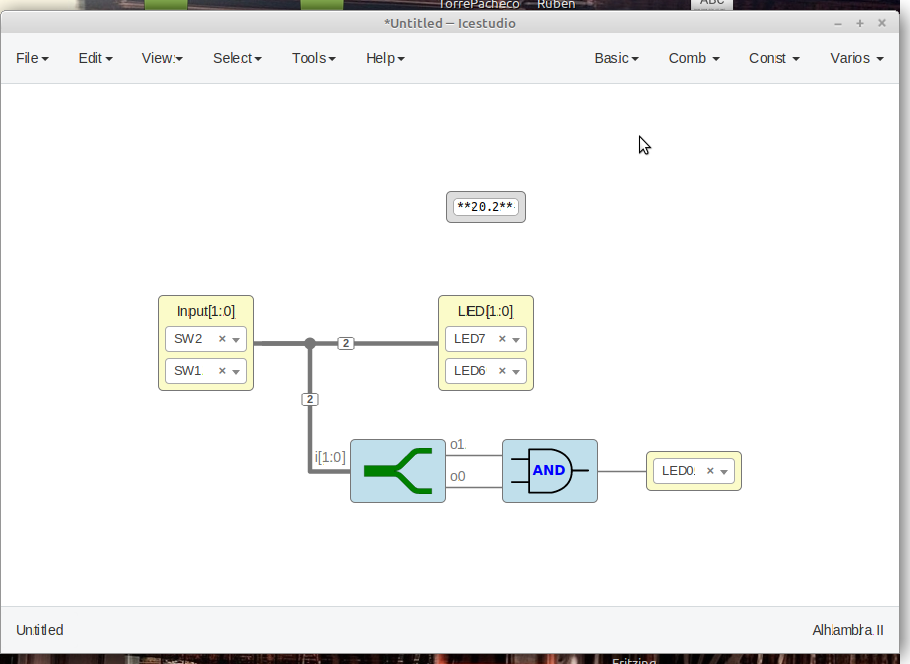 TorrePacheco Ruben ABC
*Untitled – Icestudio
File Edit View Select Tools Help Basic Comb Const Varios
**20.2**
Input[1:0] LED[1:0]
SW2 × LED7 ×
2
SW1 × LED6 ×
2
o1
i[1:0]
AND LED0 ×
o0
Untitled Alhambra II
Fritzing